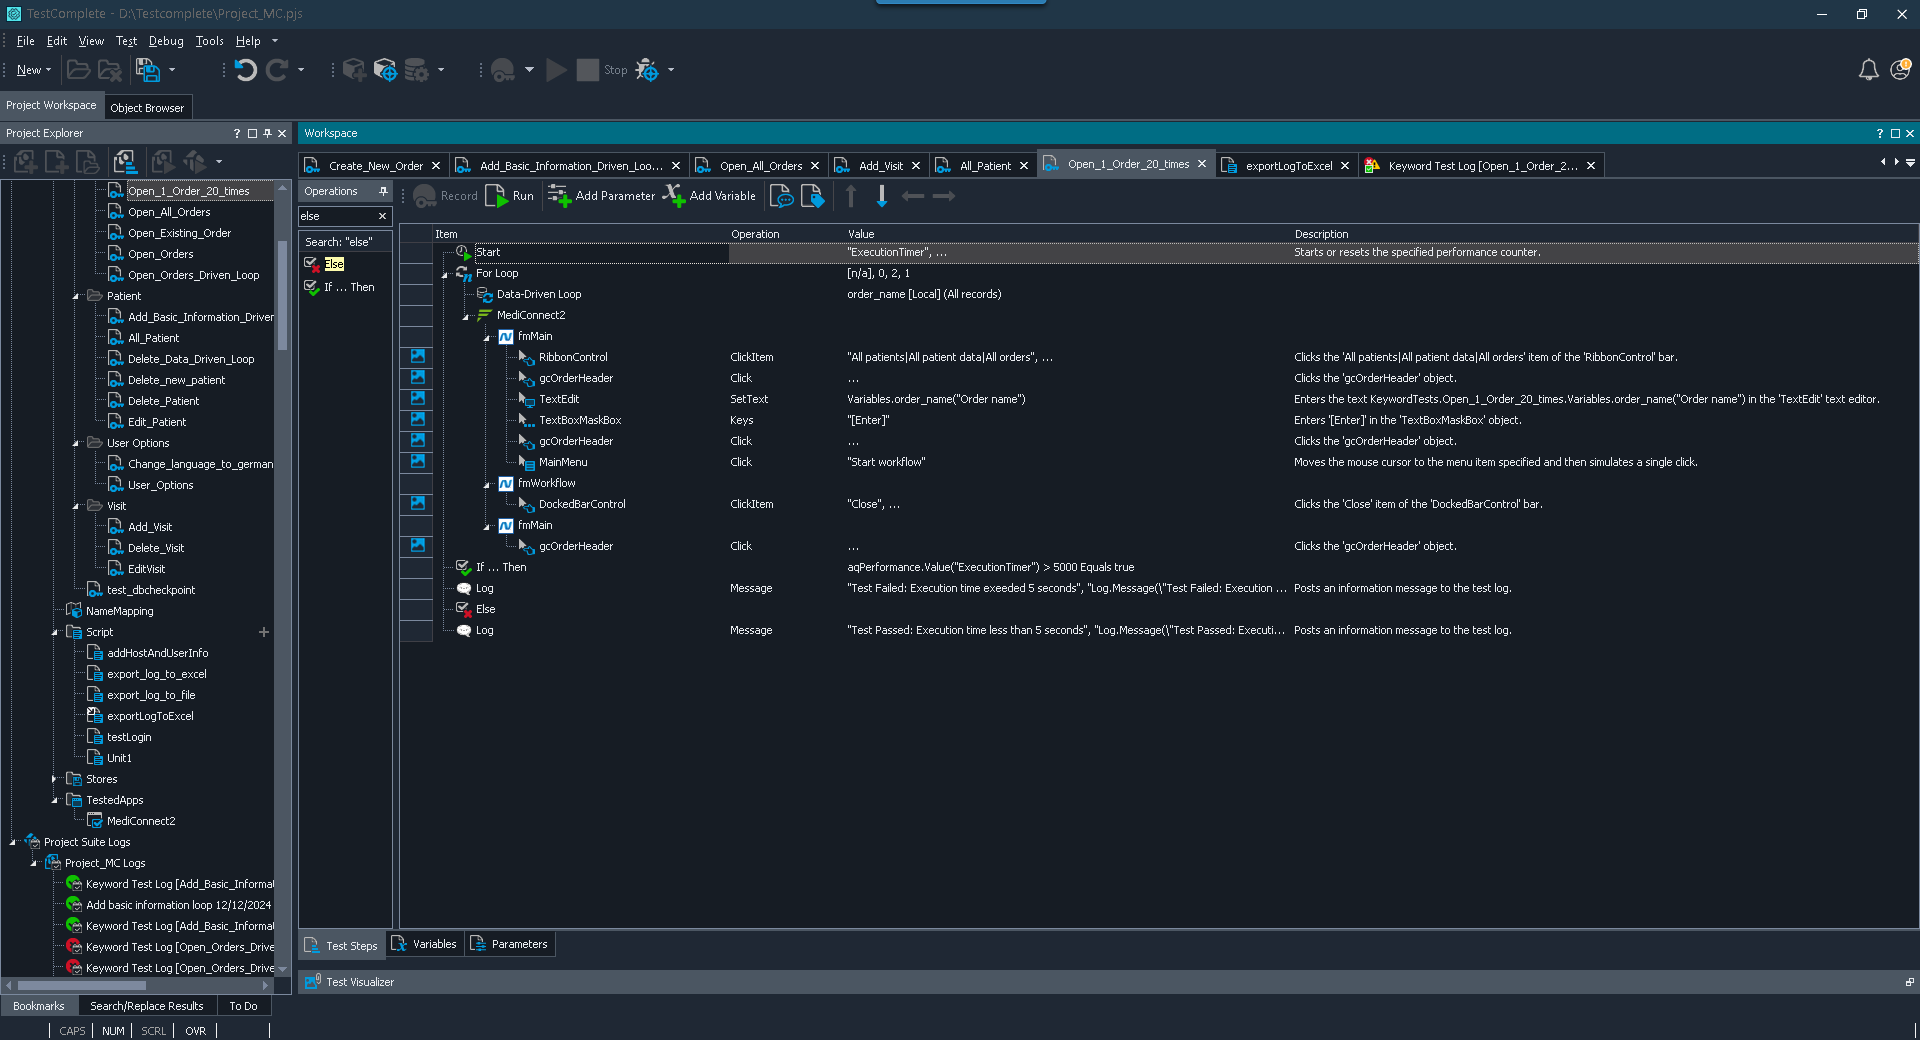 TestComplete - D:\Testcomplete\Project_MC.pjs
File Edit View Test Debug Tools Help
New Stop
Project Workspace Object Browser
Project Explorer ?
Workspace ?
Create_New_Order Add_Basic_Information_Driven_Loo... Open_All_Orders Add_Visit All_Patient Open_1_Order_20_times exportLogToExcel Keyword Test Log [Open_1_Order_2...
Open_1_Order_20_times
Open_All_Orders
Open_Existing_Order
Open_Orders
Open_Orders_Driven_Loop
Patient
Add_Basic_Information_Driver
All_Patient
Delete_Data_Driven_Loop
Delete_new_patient
Delete_Patient
Edit_Patient
User Options
Change_language_to_german
User_Options
Visit
Add_Visit
Delete_Visit
EditVisit
test_dbcheckpoint
NameMapping
Script
addHostAndUserInfo
export_log_to_excel
export_log_to_file
exportLogToExcel
testLogin
Unit1
Stores
TestedApps
MediConnect2
Project Suite Logs
Project_MC Logs
Keyword Test Log [Add_Basic_Informat
Add basic information loop 12/12/2024
Keyword Test Log [Add_Basic_Informat
Keyword Test Log [Open_Orders_Drive
Keyword Test Log [Open_Orders_Drive
Operations
else
Search: "else"
Else
If ... Then
Record Run Add Parameter Add Variable
Item Operation Value Description
Start "ExecutionTimer", ... Starts or resets the specified performance counter.
For Loop [n/a], 0, 2, 1
Data-Driven Loop order_name [Local] (All records)
MediConnect2
fmMain
RibbonControl ClickItem "All patients|All patient data|All orders", ... Clicks the 'All patients|All patient data|All orders' item of the 'RibbonControl' bar.
gcOrderHeader Click ... Clicks the 'gcOrderHeader' object.
TextEdit SetText Variables.order_name("Order name") Enters the text KeywordTests.Open_1_Order_20_times.Variables.order_name("Order name") in the 'TextEdit' text editor.
TextBoxMaskBox Keys "[Enter]" Enters '[Enter]' in the 'TextBoxMaskBox' object.
gcOrderHeader Click ... Clicks the 'gcOrderHeader' object.
MainMenu Click "Start workflow" Moves the mouse cursor to the menu item specified and then simulates a single click.
fmWorkflow
DockedBarControl ClickItem "Close", ... Clicks the 'Close' item of the 'DockedBarControl' bar.
fmMain
gcOrderHeader Click ... Clicks the 'gcOrderHeader' object.
If ... Then aqPerformance.Value("ExecutionTimer") > 5000 Equals true
Log Message "Test Failed: Execution time exeeded 5 seconds", "Log.Message(\"Test Failed: Execution ... Posts an information message to the test log.
Else
Log Message "Test Passed: Execution time less than 5 seconds", "Log.Message(\"Test Passed: Executi... Posts an information message to the test log.
Test Steps Variables Parameters
Test Visualizer
Bookmarks Search/Replace Results To Do
CAPS NUM SCRL OVR